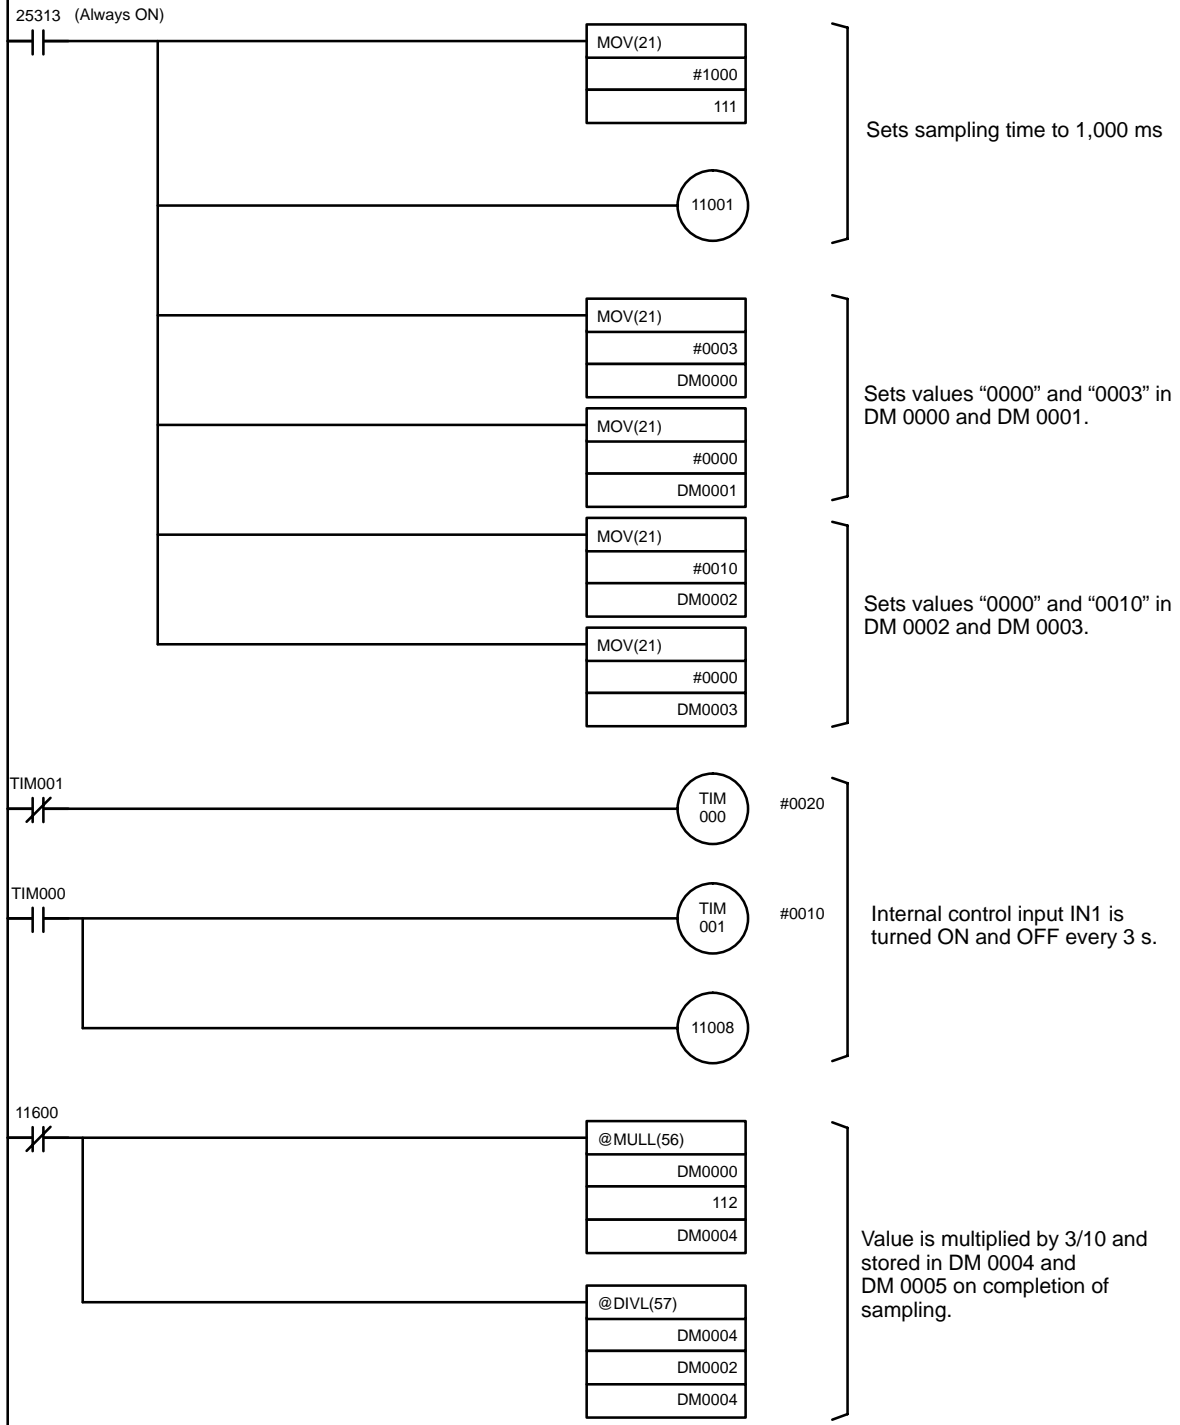 25313 (Always ON)
MOV(21)
#1000
111
Sets sampling time to 1,000 ms
11001
MOV(21)
#0003
DM0000
MOV(21)
#0000
DM0001
Sets values “0000” and “0003” in
DM 0000 and DM 0001.
MOV(21)
#0010
DM0002
MOV(21)
#0000
DM0003
Sets values “0000” and “0010” in
DM 0002 and DM 0003.
TIM001
TIM
000
#0020
TIM000
TIM
001
#0010
11008
Internal control input IN1 is
turned ON and OFF every 3 s.
11600
@MULL(56)
DM0000
112
DM0004
@DIVL(57)
DM0004
DM0002
DM0004
Value is multiplied by 3/10 and
stored in DM 0004 and
DM 0005 on completion of
sampling.